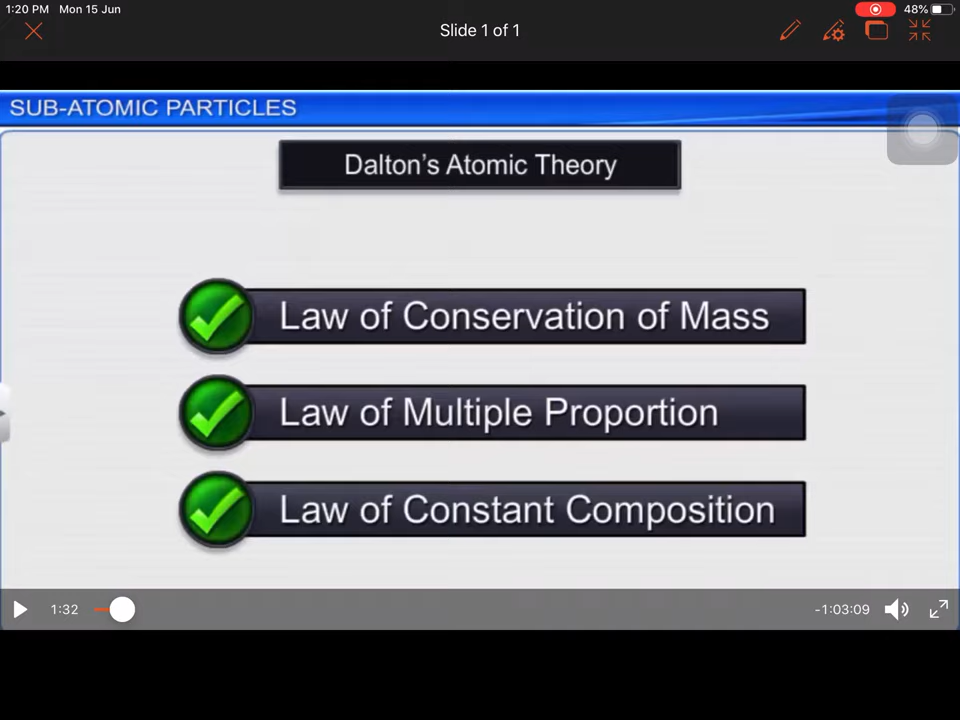 1:20 PM Mon 15 Jun
48%
Slide 1 of 1
SUB-ATOMIC PARTICLES
Dalton's Atomic Theory
Law of Conservation of Mass
Law of Multiple Proportion
Law of Constant Composition
1:32
-1:03:09